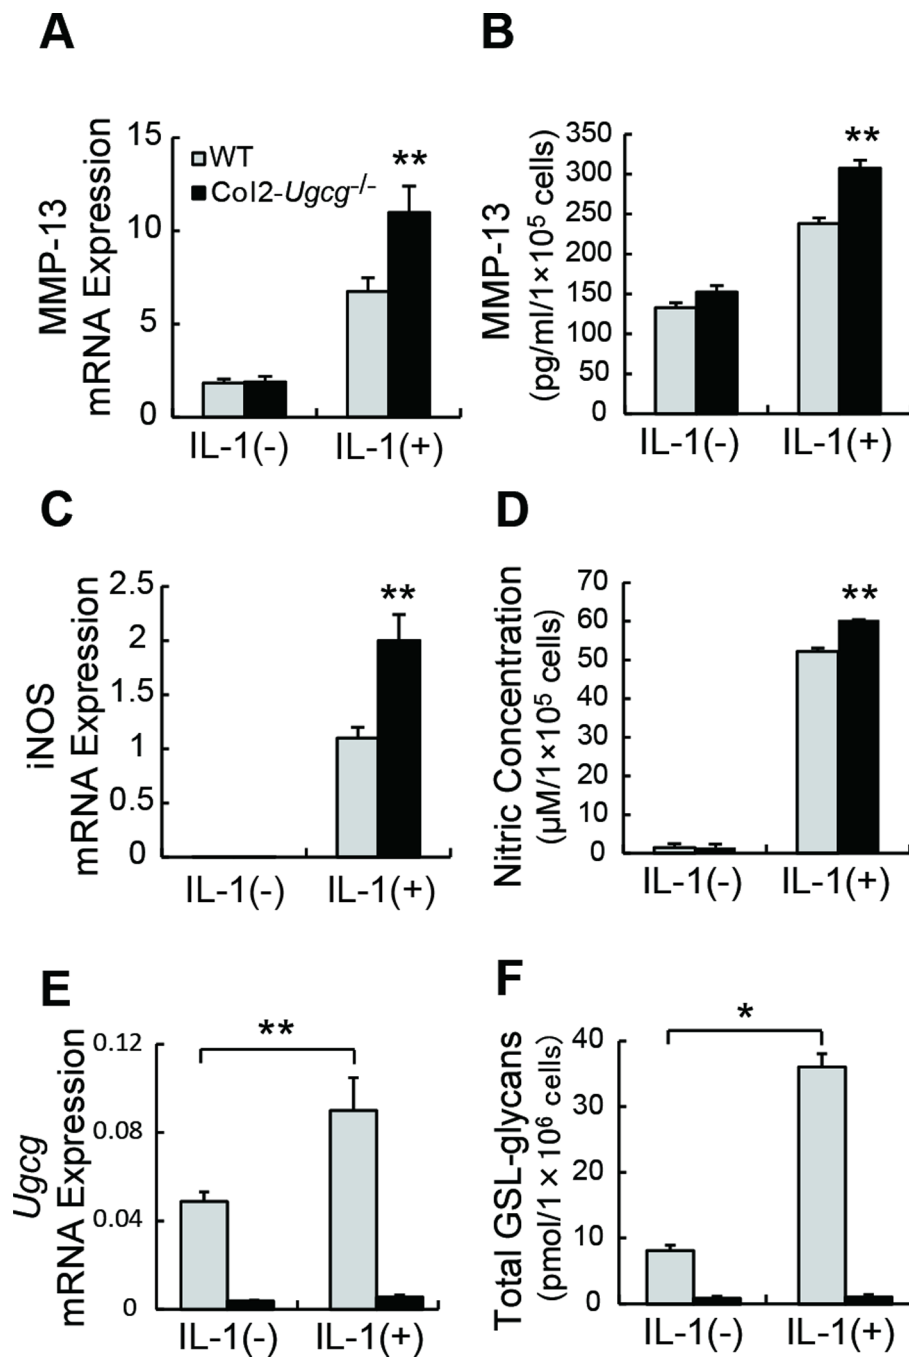 A
MMP-13
mRNA Expression
15
10
5
0
WT
Col2-Ugcg-/-
**
IL-1(-)
IL-1(+)
B
MMP-13
(pg/ml/1×10⁵ cells)
350
300
250
200
150
100
50
0
**
IL-1(-)
IL-1(+)
C
iNOS
mRNA Expression
2.5
2
1.5
1
0.5
0
**
IL-1(-)
IL-1(+)
D
Nitric Concentration
(µM/1×10⁵ cells)
70
60
50
40
30
20
10
0
**
IL-1(-)
IL-1(+)
E
Ugcg
mRNA Expression
0.12
0.08
0.04
0
**
IL-1(-)
IL-1(+)
F
Total GSL-glycans
(pmol/1 × 10⁶ cells)
40
30
20
10
0
*
IL-1(-)
IL-1(+)